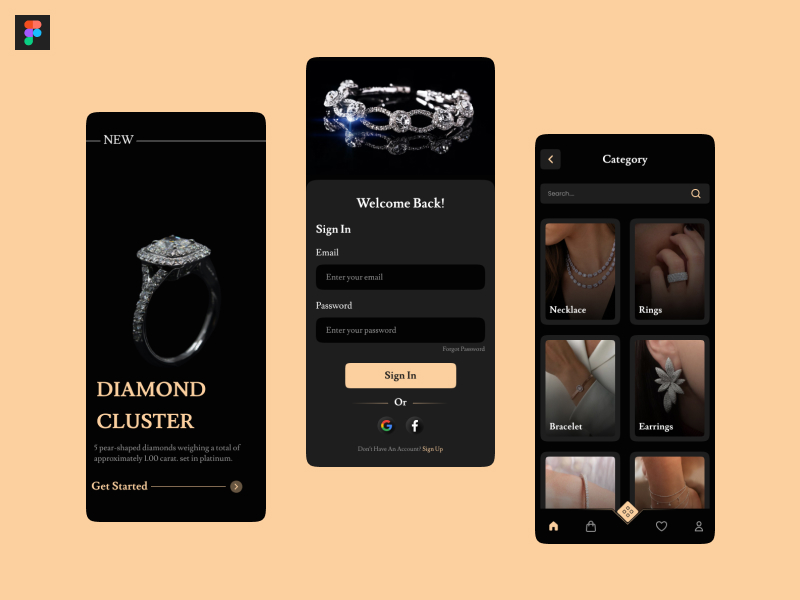 NEW
DIAMOND
CLUSTER
5 pear-shaped diamonds weighing a total of
approximately 1.00 carat. set in platinum.
Get Started
Welcome Back!
Sign In
Email
Enter your email
Password
Enter your password
Forgot Password
Sign In
Or
Don't Have An Account? Sign Up
Category
Search...
Necklace
Rings
Bracelet
Earrings